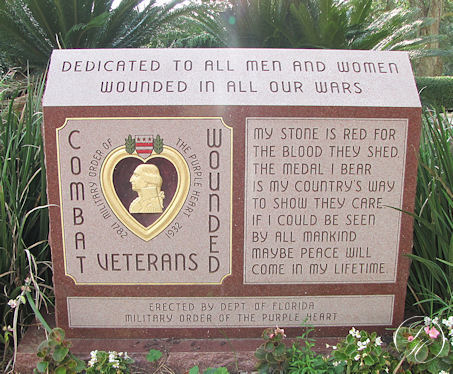 DEDICATED TO ALL MEN AND WOMEN
WOUNDED IN ALL OUR WARS
COMBAT
WOUNDED
VETERANS
MILITARY ORDER OF
THE PURPLE HEART
1782 1932
MY STONE IS RED FOR
THE BLOOD THEY SHED
THE MEDAL I BEAR
IS MY COUNTRY'S WAY
TO SHOW THEY CARE
IF I COULD BE SEEN
BY ALL MANKIND
MAYBE PEACE WILL
COME IN MY LIFETIME.
ERECTED BY DEPT. OF FLORIDA
MILITARY ORDER OF THE PURPLE HEART